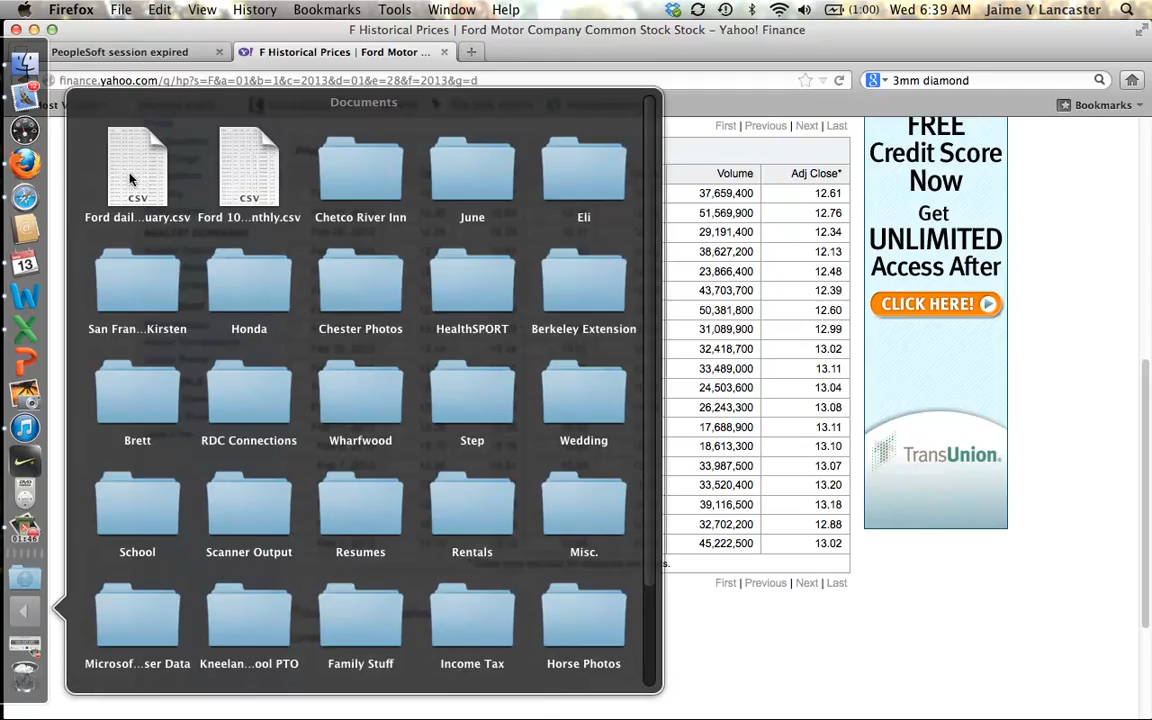 Firefox File Edit View History Bookmarks Tools Window Help (1:00) Wed 6:39 AM Jaime Y Lancaster
F Historical Prices | Ford Motor Company Common Stock Stock – Yahoo! Finance
PeopleSoft session expired
F Historical Prices | Ford Motor ...
finance.yahoo.com/q/hp?s=F&a=01&b=1&c=2013&d=01&e=28&f=2013&g=d
3mm diamond
Bookmarks
Documents
CSV CSV
Ford dail...uary.csv Ford 10...nthly.csv Chetco River Inn June Eli
San Fran...Kirsten Honda Chester Photos HealthSPORT Berkeley Extension
Brett RDC Connections Wharfwood Step Wedding
School Scanner Output Resumes Rentals Misc.
Microsof...ser Data Kneelan...ool PTO Family Stuff Income Tax Horse Photos
First | Previous | Next | Last
Volume Adj Close*
37,659,400 12.61
51,569,900 12.76
29,191,400 12.34
38,627,200 12.13
23,866,400 12.48
43,703,700 12.39
50,381,800 12.60
31,089,900 12.99
32,418,700 13.02
33,489,000 13.11
24,503,600 13.04
26,243,300 13.08
17,688,900 13.11
18,613,300 13.10
33,987,500 13.07
33,520,400 13.20
39,116,500 13.18
32,702,200 12.88
45,222,500 13.02
First | Previous | Next | Last
FREE
Credit Score
Now
Get
UNLIMITED
Access After
CLICK HERE!
TransUnion.
13
01:46